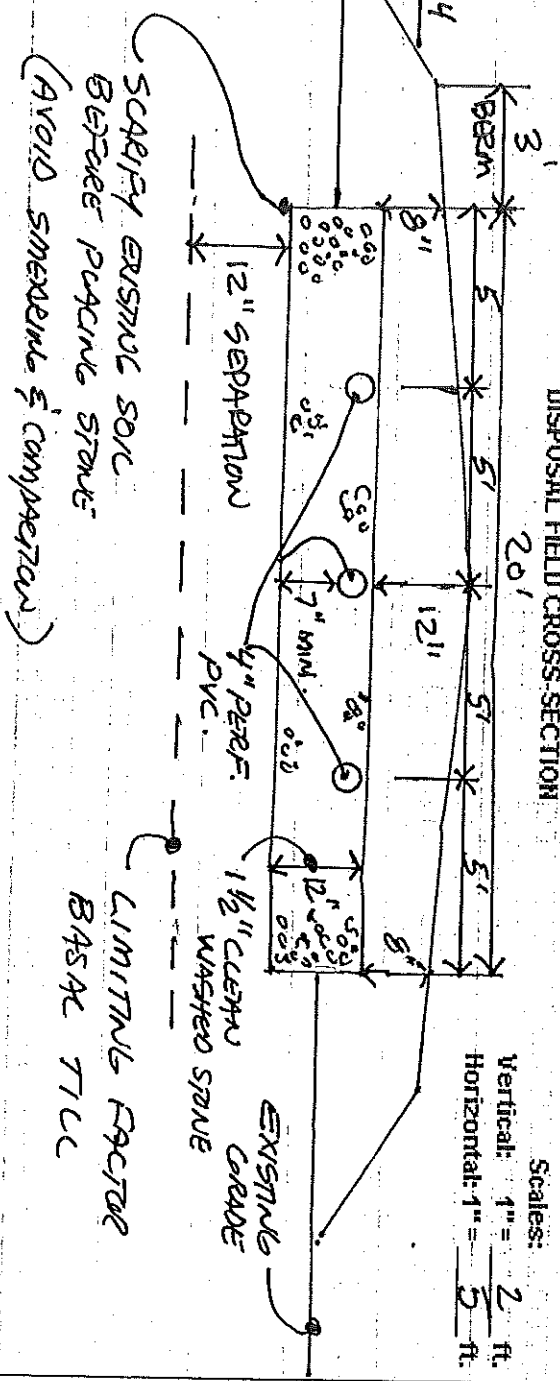 DISPOSAL FIELD CROSS-SECTION
Scales:
Vertical: 1" = 2 ft.
Horizontal: 1" = 5 ft.
4
3'
BERM
20'
5'
5'
5'
5'
8"
12"
8"
7" MIN.
12"
12" SEPARATION
4" PERF.
PVC.
1½" CLEAN
WASHED STONE
EXISTING
GRADE
LIMITING FACTOR
BASAL TILL
SCARIFY EXISTING SOIL
BEFORE PLACING STONE
(AVOID SMEARING & COMPACTION)